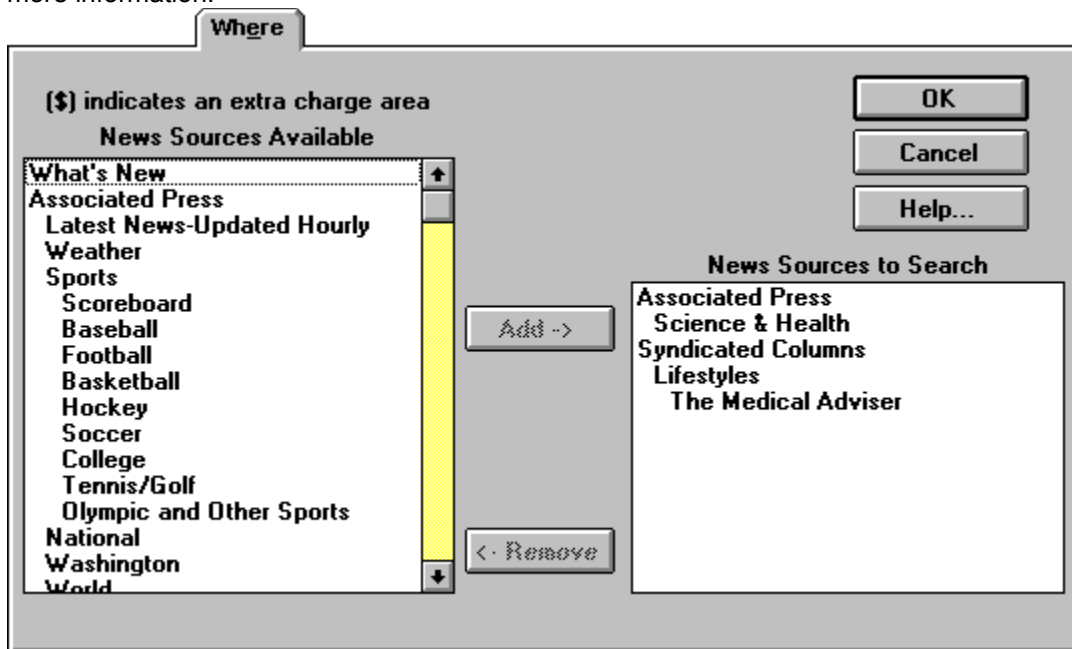 more information.
Where
($) indicates an extra charge area
News Sources Available
What's New
Associated Press
Latest News-Updated Hourly
Weather
Sports
Scoreboard
Baseball
Football
Basketball
Hockey
Soccer
College
Tennis/Golf
Olympic and Other Sports
National
Washington
World
Add ->
<- Remove
OK
Cancel
Help...
News Sources to Search
Associated Press
Science & Health
Syndicated Columns
Lifestyles
The Medical Adviser